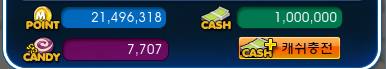 M POINT 21,496,318 CASH 1,000,000
CANDY 7,707 CASH+ 캐쉬충전